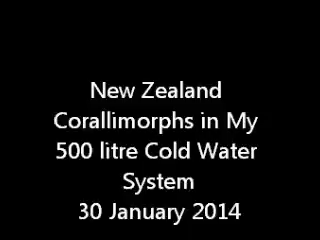 New Zealand
Corallimorphs in My
500 litre Cold Water
System
30 January 2014